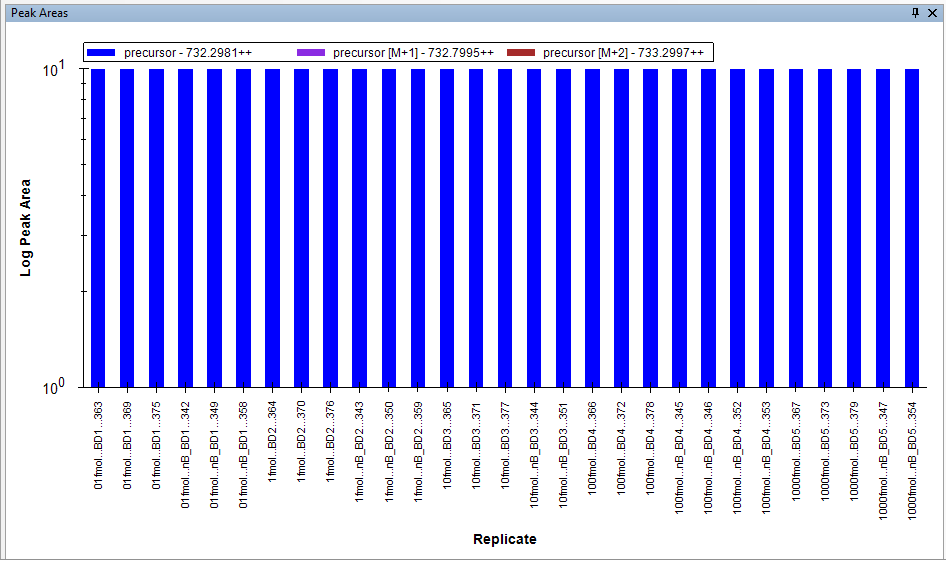 Peak Areas
precursor - 732.2981++ precursor [M+1] - 732.7995++ precursor [M+2] - 733.2997++
10^1
Log Peak Area
10^0
01fmol...BD1...363
01fmol...BD1...369
01fmol...BD1...375
01fmol...nB_BD1...342
01fmol...nB_BD1...349
01fmol...nB_BD1...358
1fmol...BD2...364
1fmol...BD2...370
1fmol...BD2...376
1fmol...nB_BD2...343
1fmol...nB_BD2...350
1fmol...nB_BD2...359
10fmol...BD3...365
10fmol...BD3...371
10fmol...BD3...377
10fmol...nB_BD3...344
10fmol...nB_BD3...351
100fmol...BD4...366
100fmol...BD4...372
100fmol...BD4...378
100fmol...nB_BD4...345
100fmol...nB_BD4...346
100fmol...nB_BD4...352
100fmol...nB_BD4...353
1000fmol...BD5...367
1000fmol...BD5...373
1000fmol...BD5...379
1000fmol...nB_BD5...347
1000fmol...nB_BD5...354
Replicate